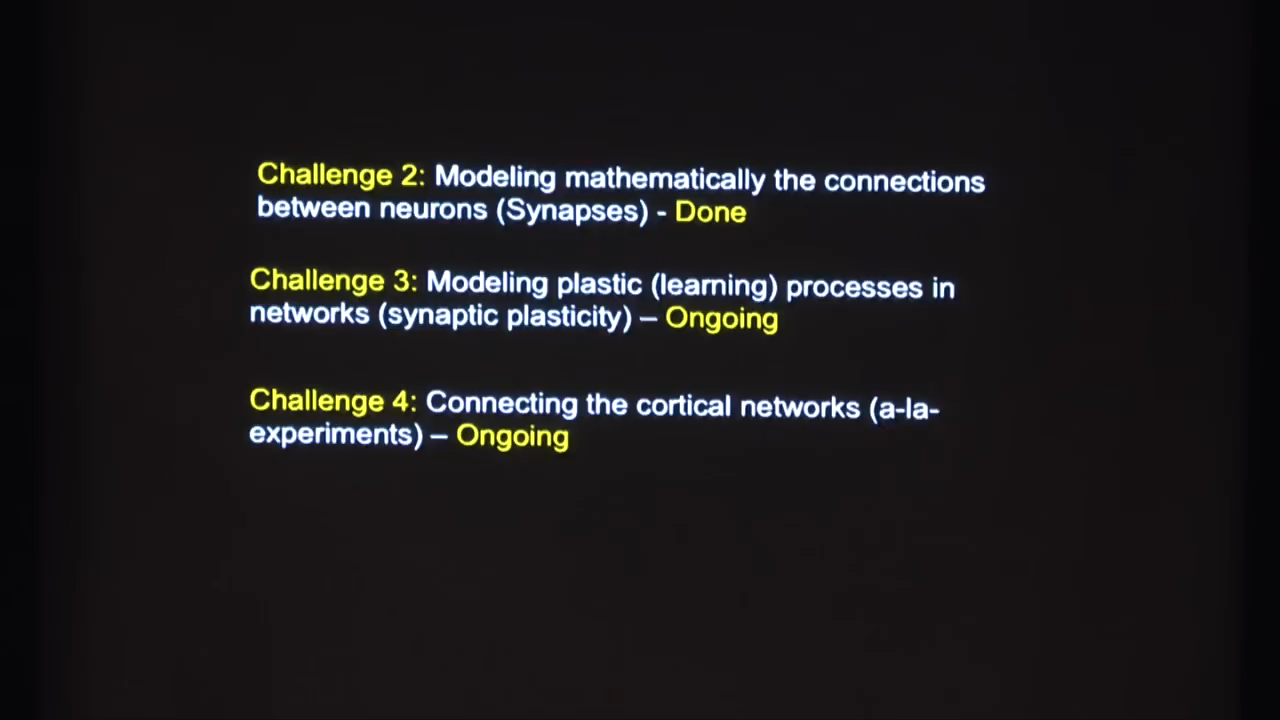 Challenge 2: Modeling mathematically the connections
between neurons (Synapses) - Done
Challenge 3: Modeling plastic (learning) processes in
networks (synaptic plasticity) – Ongoing
Challenge 4: Connecting the cortical networks (a-la-
experiments) – Ongoing